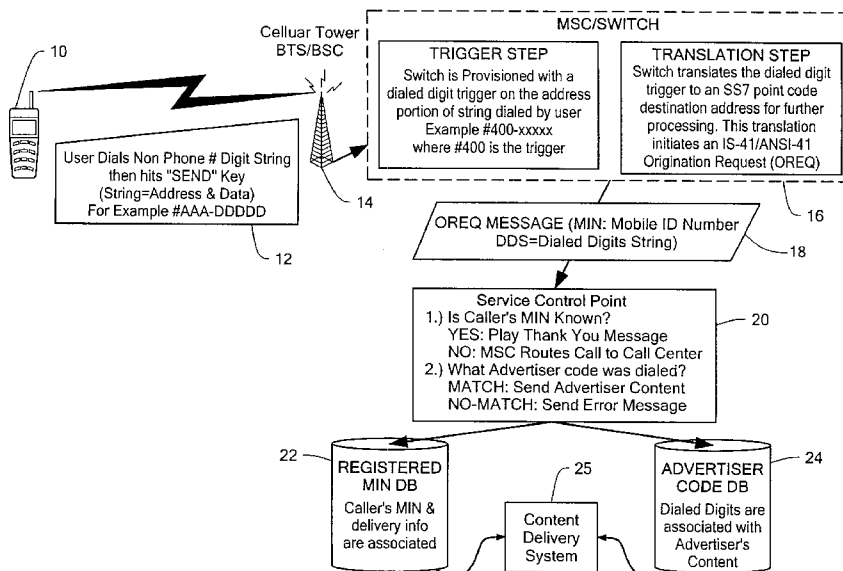 10
Celluar Tower
BTS/BSC
MSC/SWITCH
TRIGGER STEP
Switch is Provisioned with a
dialed digit trigger on the address
portion of string dialed by user
Example #400-xxxxx
where #400 is the trigger
TRANSLATION STEP
Switch translates the dialed digit
trigger to an SS7 point code
destination address for further
processing. This translation
initiates an IS-41/ANSI-41
Origination Request (OREQ)
User Dials Non Phone # Digit String
then hits "SEND" Key
(String=Address & Data)
For Example #AAA-DDDDD
12
14
16
OREQ MESSAGE (MIN: Mobile ID Number
DDS=Dialed Digits String)
18
Service Control Point
1.) Is Caller's MIN Known?
YES: Play Thank You Message
NO: MSC Routes Call to Call Center
2.) What Advertiser code was dialed?
MATCH: Send Advertiser Content
NO-MATCH: Send Error Message
20
22
REGISTERED
MIN DB
Caller's MIN &
delivery info
are associated
25
Content
Delivery
System
24
ADVERTISER
CODE DB
Dialed Digits are
associated with
Advertiser's
Content